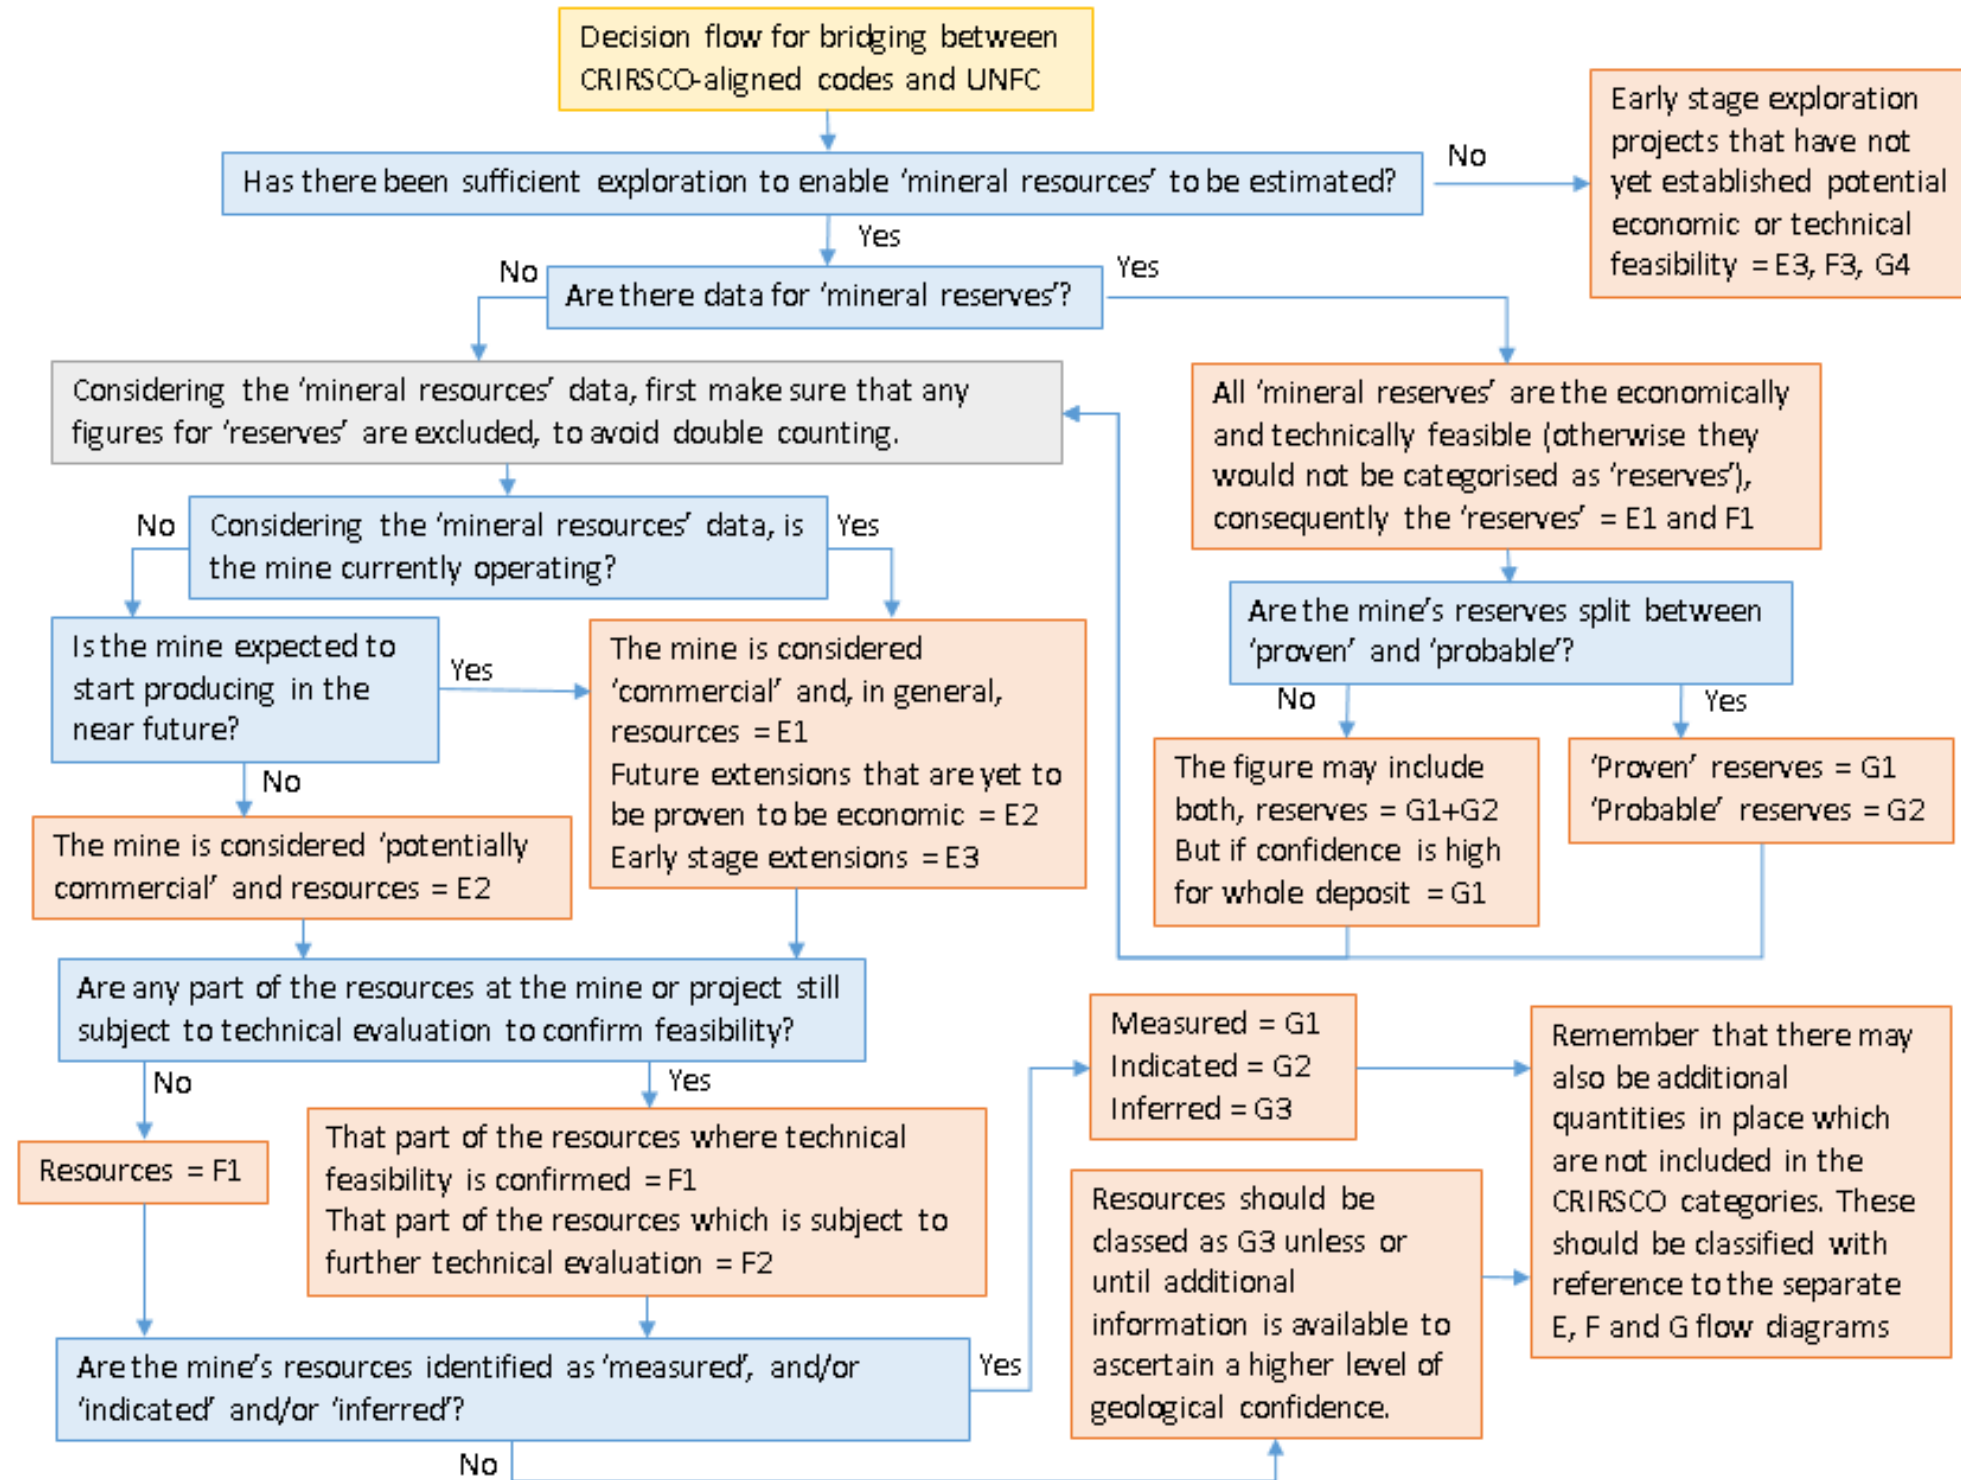 Decision flow for bridging between
CRIRSCO-aligned codes and UNFC
Has there been sufficient exploration to enable ‘mineral resources’ to be estimated?
No
Early stage exploration
projects that have not
yet established potential
economic or technical
feasibility = E3, F3, G4
Yes
Are there data for ‘mineral reserves’?
No
Yes
Considering the ‘mineral resources’ data, first make sure that any
figures for ‘reserves’ are excluded, to avoid double counting.
All ‘mineral reserves’ are the economically
and technically feasible (otherwise they
would not be categorised as ‘reserves’),
consequently the ‘reserves’ = E1 and F1
Considering the ‘mineral resources’ data, is
the mine currently operating?
No
Yes
Are the mine’s reserves split between
‘proven’ and ‘probable’?
No
Yes
Is the mine expected to
start producing in the
near future?
Yes
No
The mine is considered
‘commercial’ and, in general,
resources = E1
Future extensions that are yet to
be proven to be economic = E2
Early stage extensions = E3
The figure may include
both, reserves = G1+G2
But if confidence is high
for whole deposit = G1
‘Proven’ reserves = G1
‘Probable’ reserves = G2
The mine is considered ‘potentially
commercial’ and resources = E2
Are any part of the resources at the mine or project still
subject to technical evaluation to confirm feasibility?
No
Yes
Resources = F1
That part of the resources where technical
feasibility is confirmed = F1
That part of the resources which is subject to
further technical evaluation = F2
Are the mine’s resources identified as ‘measured’, and/or
‘indicated’ and/or ‘inferred’?
Yes
No
Measured = G1
Indicated = G2
Inferred = G3
Resources should be
classed as G3 unless or
until additional
information is available to
ascertain a higher level of
geological confidence.
Remember that there may
also be additional
quantities in place which
are not included in the
CRIRSCO categories. These
should be classified with
reference to the separate
E, F and G flow diagrams